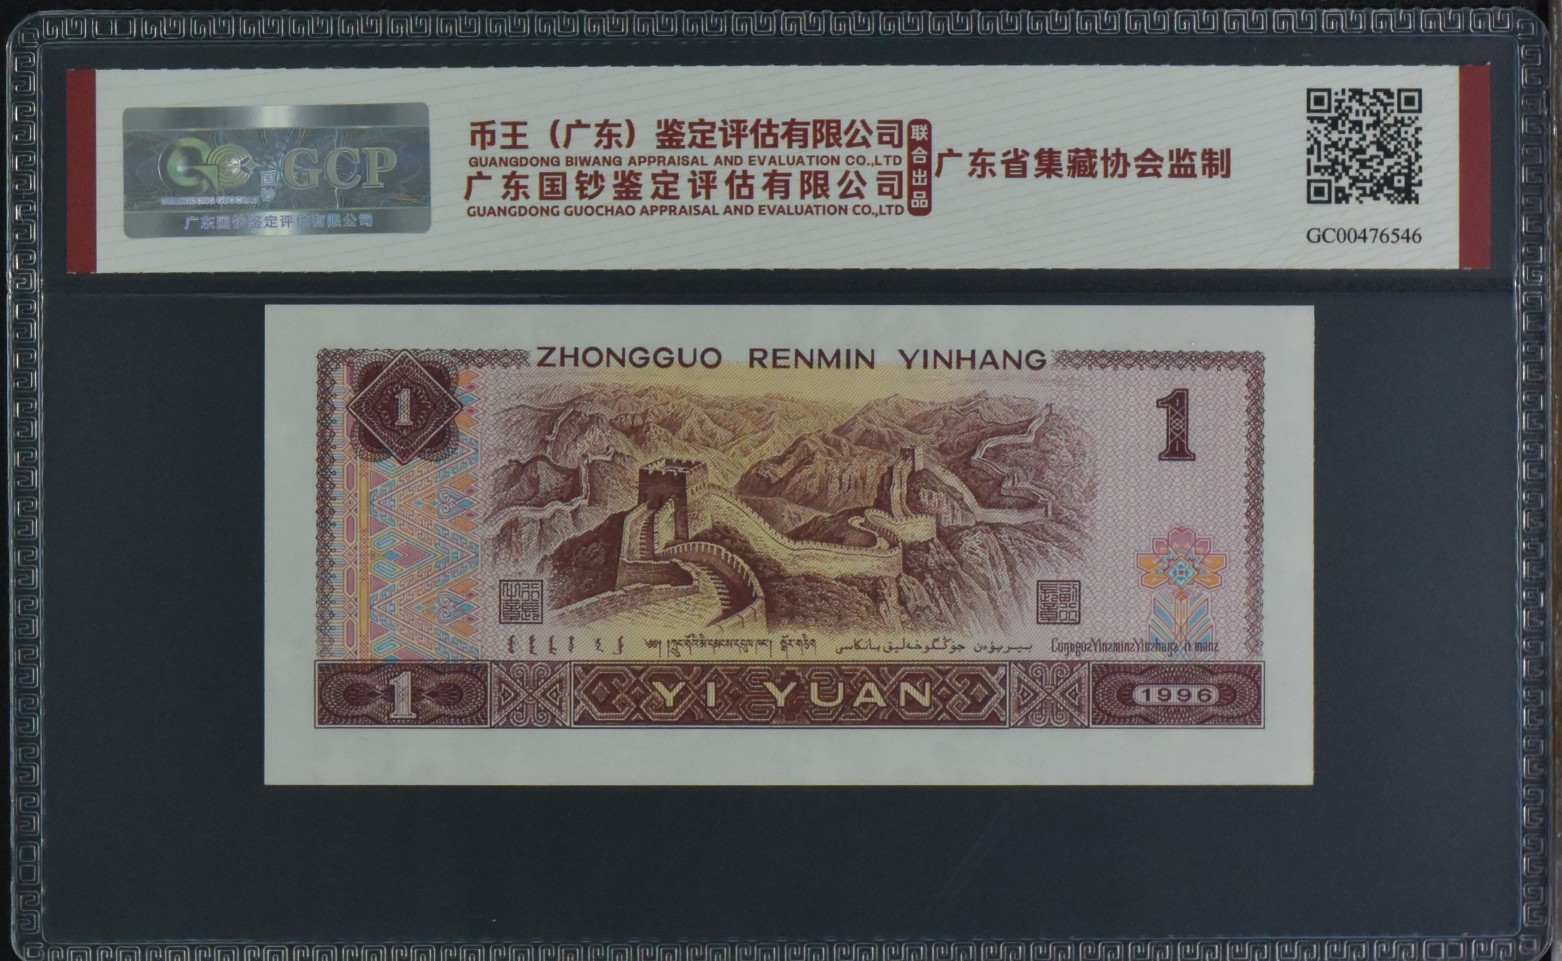 币王（广东）鉴定评估有限公司
GUANGDONG BIWANG APPRAISAL AND EVALUATION CO.,LTD
广东国钞鉴定评估有限公司
GUANGDONG GUOCHAO APPRAISAL AND EVALUATION CO.,LTD
联合出品
广东省集藏协会监制
GCP
国钞
广东国钞鉴定评估有限公司
GC00476546
ZHONGGUO RENMIN YINHANG
1
1
CuŋƨgozYinzminzYinzhaŋz
1
YI YUAN
1996